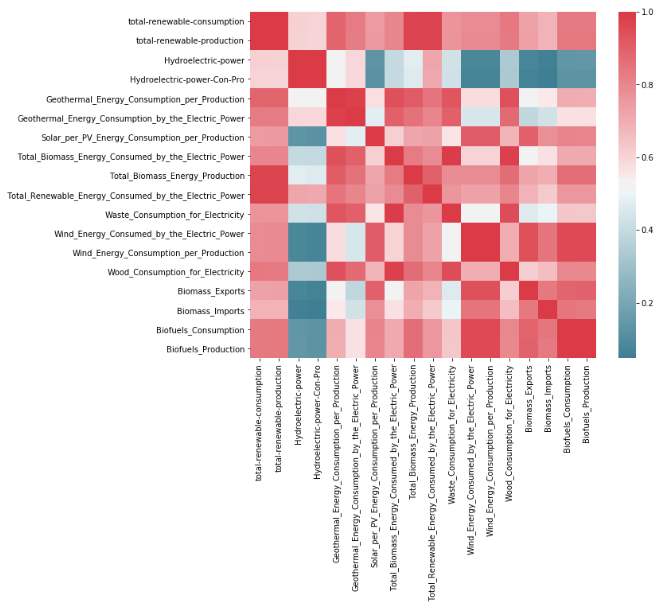 total-renewable-consumption
total-renewable-production
Hydroelectric-power
Hydroelectric-power-Con-Pro
Geothermal_Energy_Consumption_per_Production
Geothermal_Energy_Consumption_by_the_Electric_Power
Solar_per_PV_Energy_Consumption_per_Production
Total_Biomass_Energy_Consumed_by_the_Electric_Power
Total_Biomass_Energy_Production
Total_Renewable_Energy_Consumed_by_the_Electric_Power
Waste_Consumption_for_Electricity
Wind_Energy_Consumed_by_the_Electric_Power
Wind_Energy_Consumption_per_Production
Wood_Consumption_for_Electricity
Biomass_Exports
Biomass_Imports
Biofuels_Consumption
Biofuels_Production
total-renewable-consumption
total-renewable-production
Hydroelectric-power
Hydroelectric-power-Con-Pro
Geothermal_Energy_Consumption_per_Production
Geothermal_Energy_Consumption_by_the_Electric_Power
Solar_per_PV_Energy_Consumption_per_Production
Total_Biomass_Energy_Consumed_by_the_Electric_Power
Total_Biomass_Energy_Production
Total_Renewable_Energy_Consumed_by_the_Electric_Power
Waste_Consumption_for_Electricity
Wind_Energy_Consumed_by_the_Electric_Power
Wind_Energy_Consumption_per_Production
Wood_Consumption_for_Electricity
Biomass_Exports
Biomass_Imports
Biofuels_Consumption
Biofuels_Production
1.0
0.8
0.6
0.4
0.2